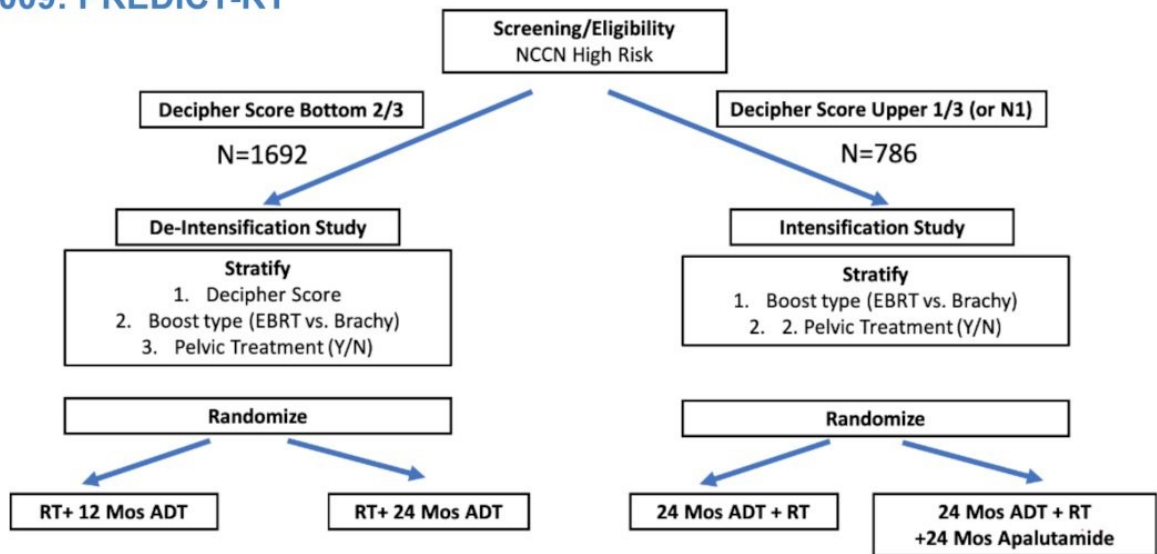 009: PREDICT-RT
Screening/Eligibility
NCCN High Risk
Decipher Score Bottom 2/3
N=1692
Decipher Score Upper 1/3 (or N1)
N=786
De-Intensification Study
Stratify
1. Decipher Score
2. Boost type (EBRT vs. Brachy)
3. Pelvic Treatment (Y/N)
Intensification Study
Stratify
1. Boost type (EBRT vs. Brachy)
2. 2. Pelvic Treatment (Y/N)
Randomize
Randomize
RT+ 12 Mos ADT
RT+ 24 Mos ADT
24 Mos ADT + RT
24 Mos ADT + RT
+24 Mos Apalutamide